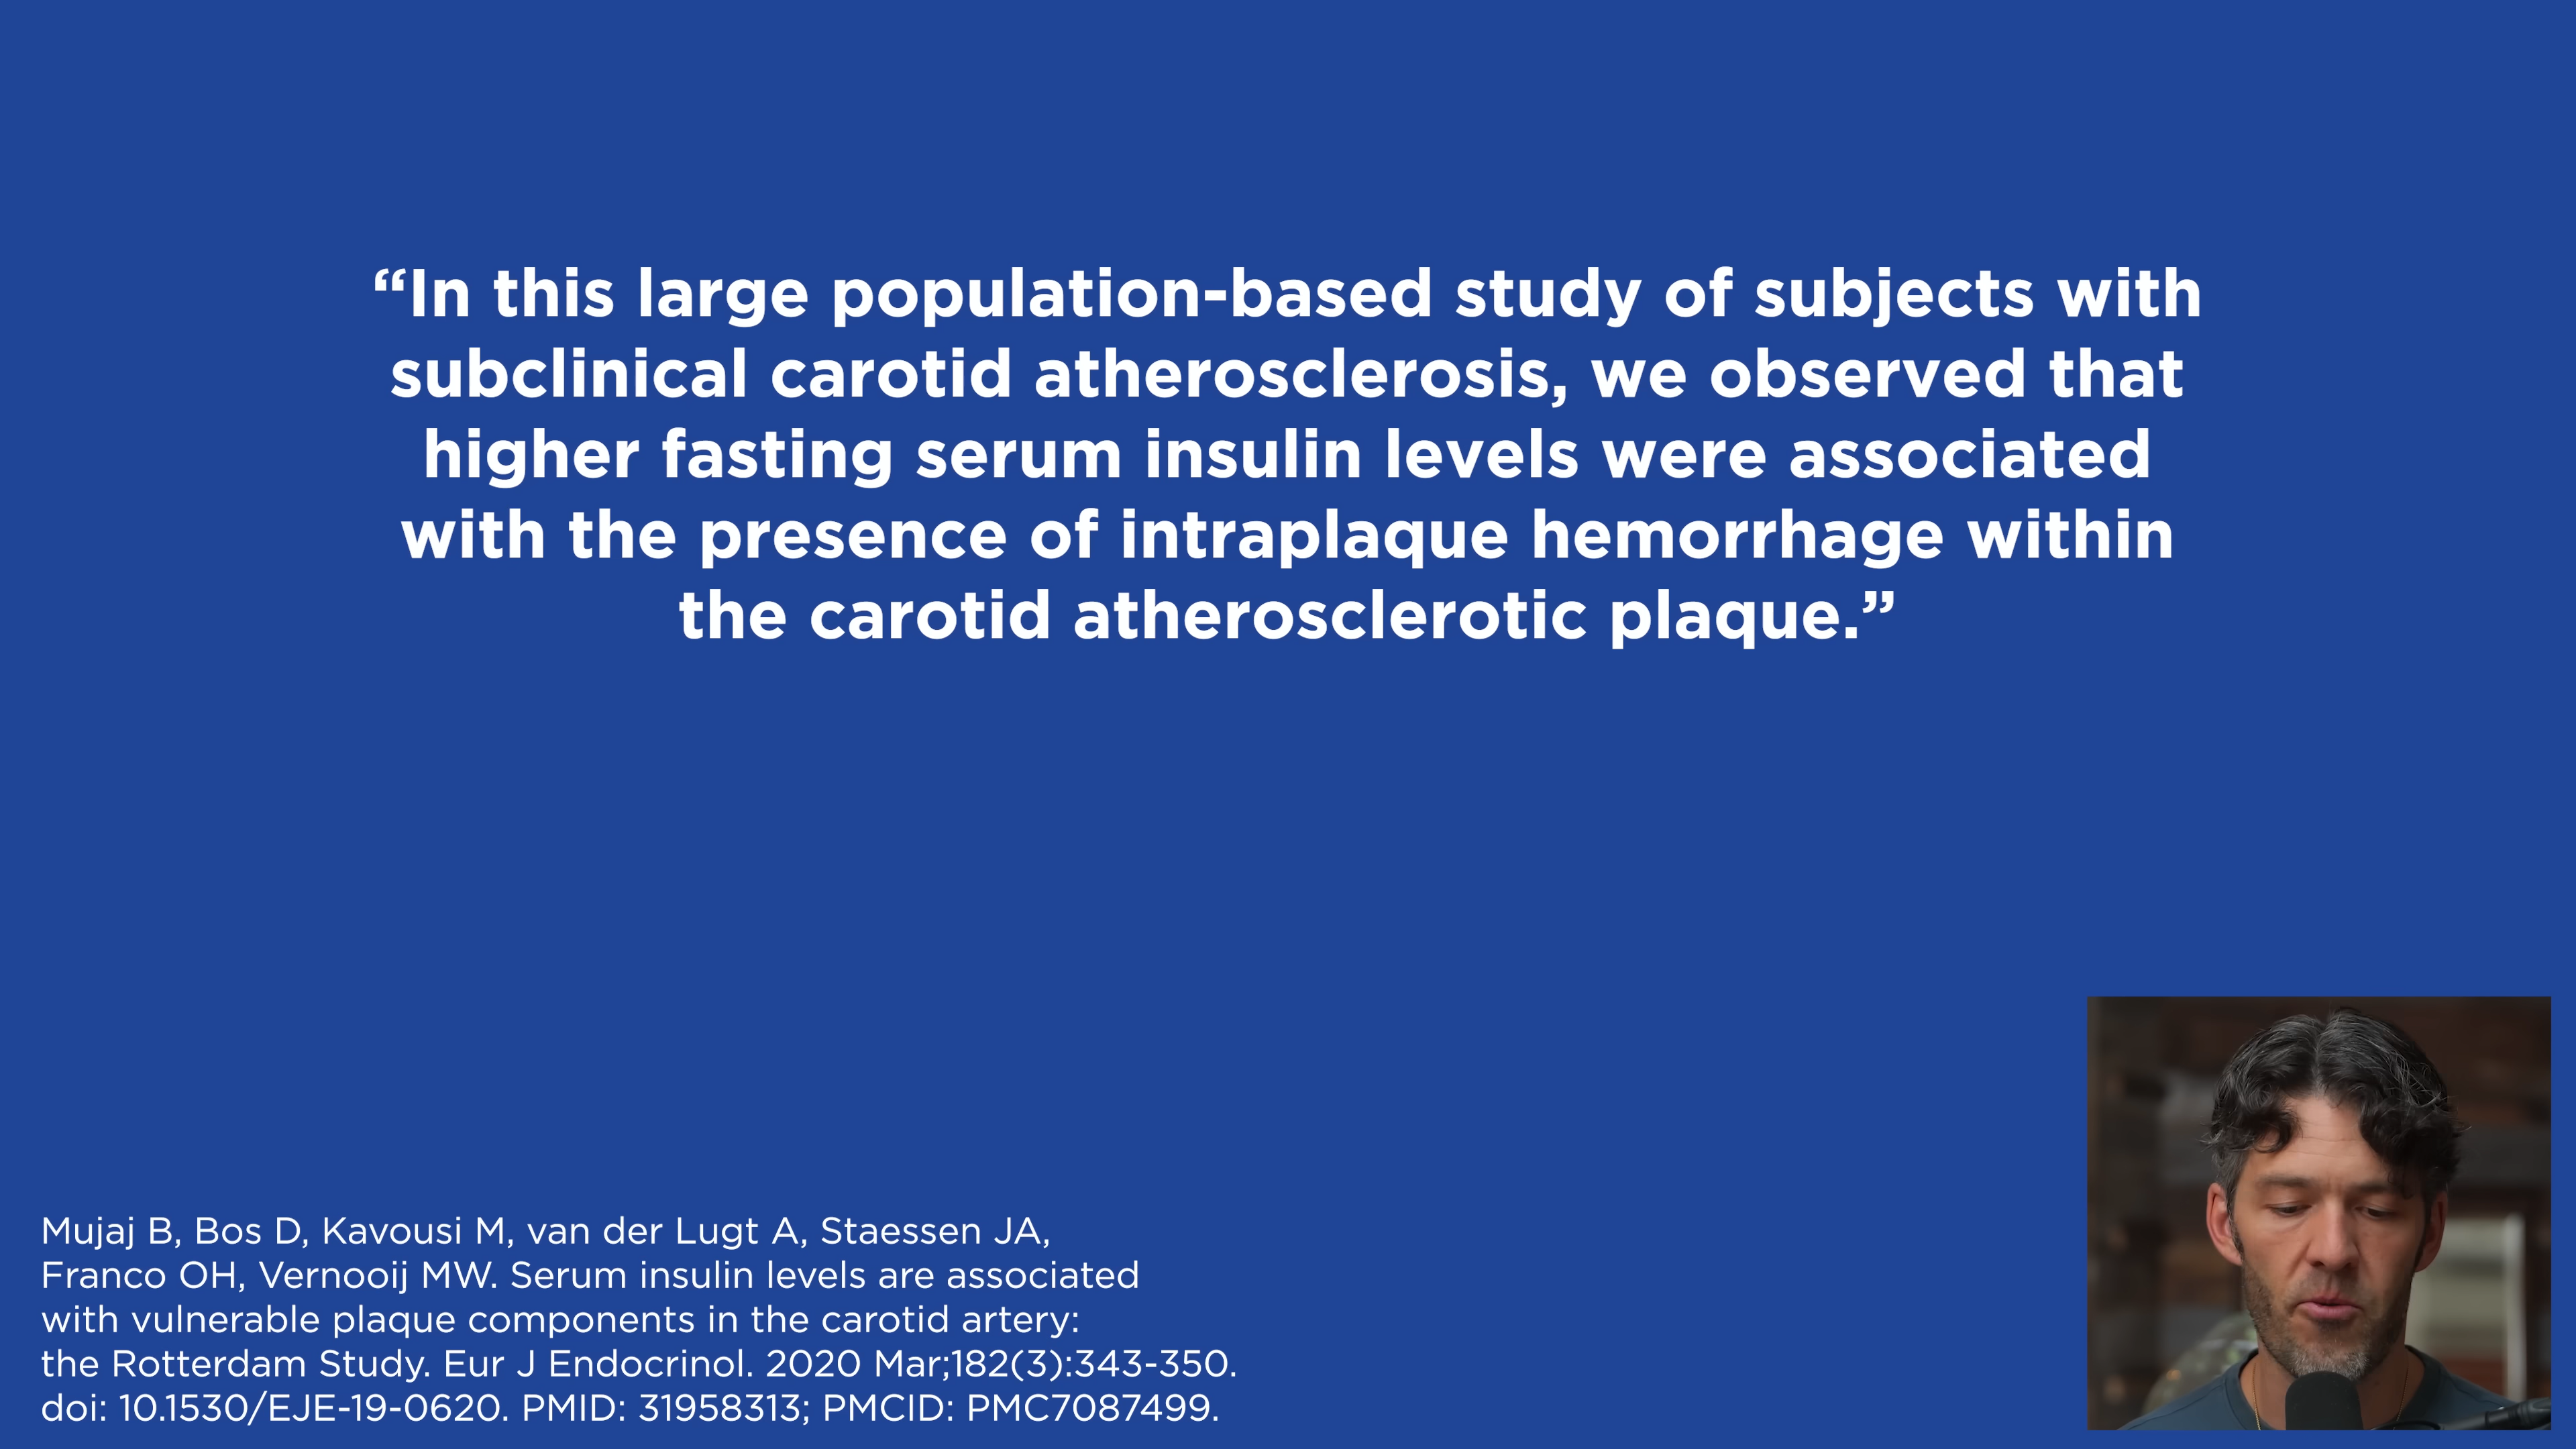 “In this large population-based study of subjects with
subclinical carotid atherosclerosis, we observed that
higher fasting serum insulin levels were associated
with the presence of intraplaque hemorrhage within
the carotid atherosclerotic plaque.”
Mujaj B, Bos D, Kavousi M, van der Lugt A, Staessen JA,
Franco OH, Vernooij MW. Serum insulin levels are associated
with vulnerable plaque components in the carotid artery:
the Rotterdam Study. Eur J Endocrinol. 2020 Mar;182(3):343-350.
doi: 10.1530/EJE-19-0620. PMID: 31958313; PMCID: PMC7087499.